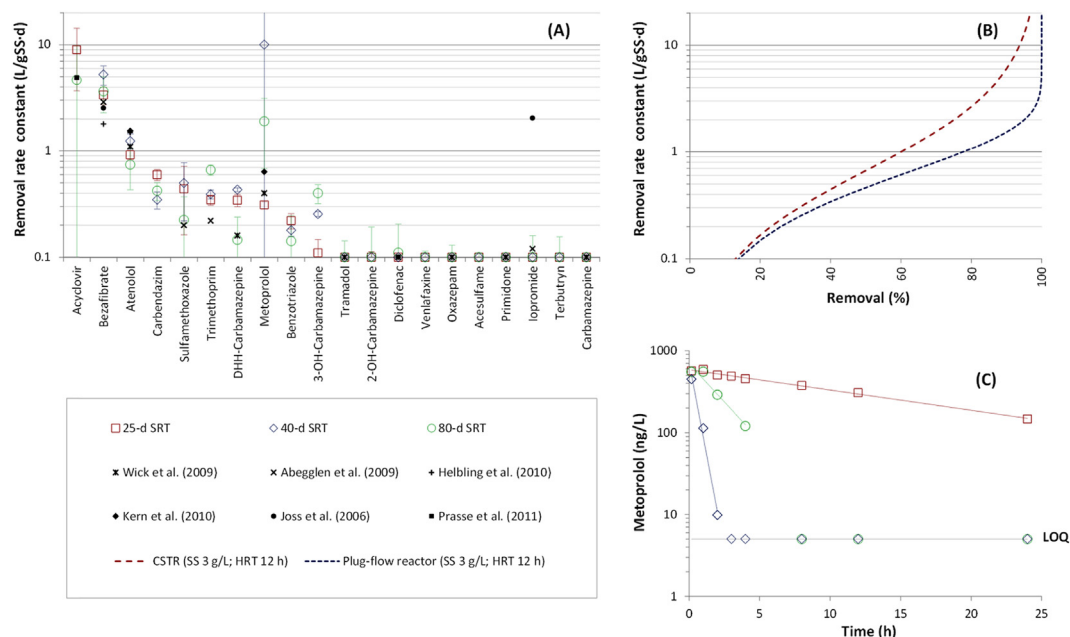 (A)
Removal rate constant (L/gSS·d)
10
1
0.1
Acyclovir
Bezafibrate
Atenolol
Carbendazim
Sulfamethoxazole
Trimethoprim
DHH-Carbamazepine
Metoprolol
Benzotriazole
3-OH-Carbamazepine
Tramadol
2-OH-Carbamazepine
Diclofenac
Venlafaxine
Oxazepam
Acesulfame
Primidone
Iopromide
Terbutryn
Carbamazepine
25-d SRT 40-d SRT 80-d SRT
Wick et al. (2009) Abegglen et al. (2009) Helbling et al. (2010)
Kern et al. (2010) Joss et al. (2006) Prasse et al. (2011)
CSTR (SS 3 g/L; HRT 12 h) Plug-flow reactor (SS 3 g/L; HRT 12 h)
(B)
Removal rate constant (L/gSS·d)
10
1
0.1
0 20 40 60 80 100
Removal (%)
(C)
Metoprolol (ng/L)
1000
100
10
1
LOQ
0 5 10 15 20 25
Time (h)